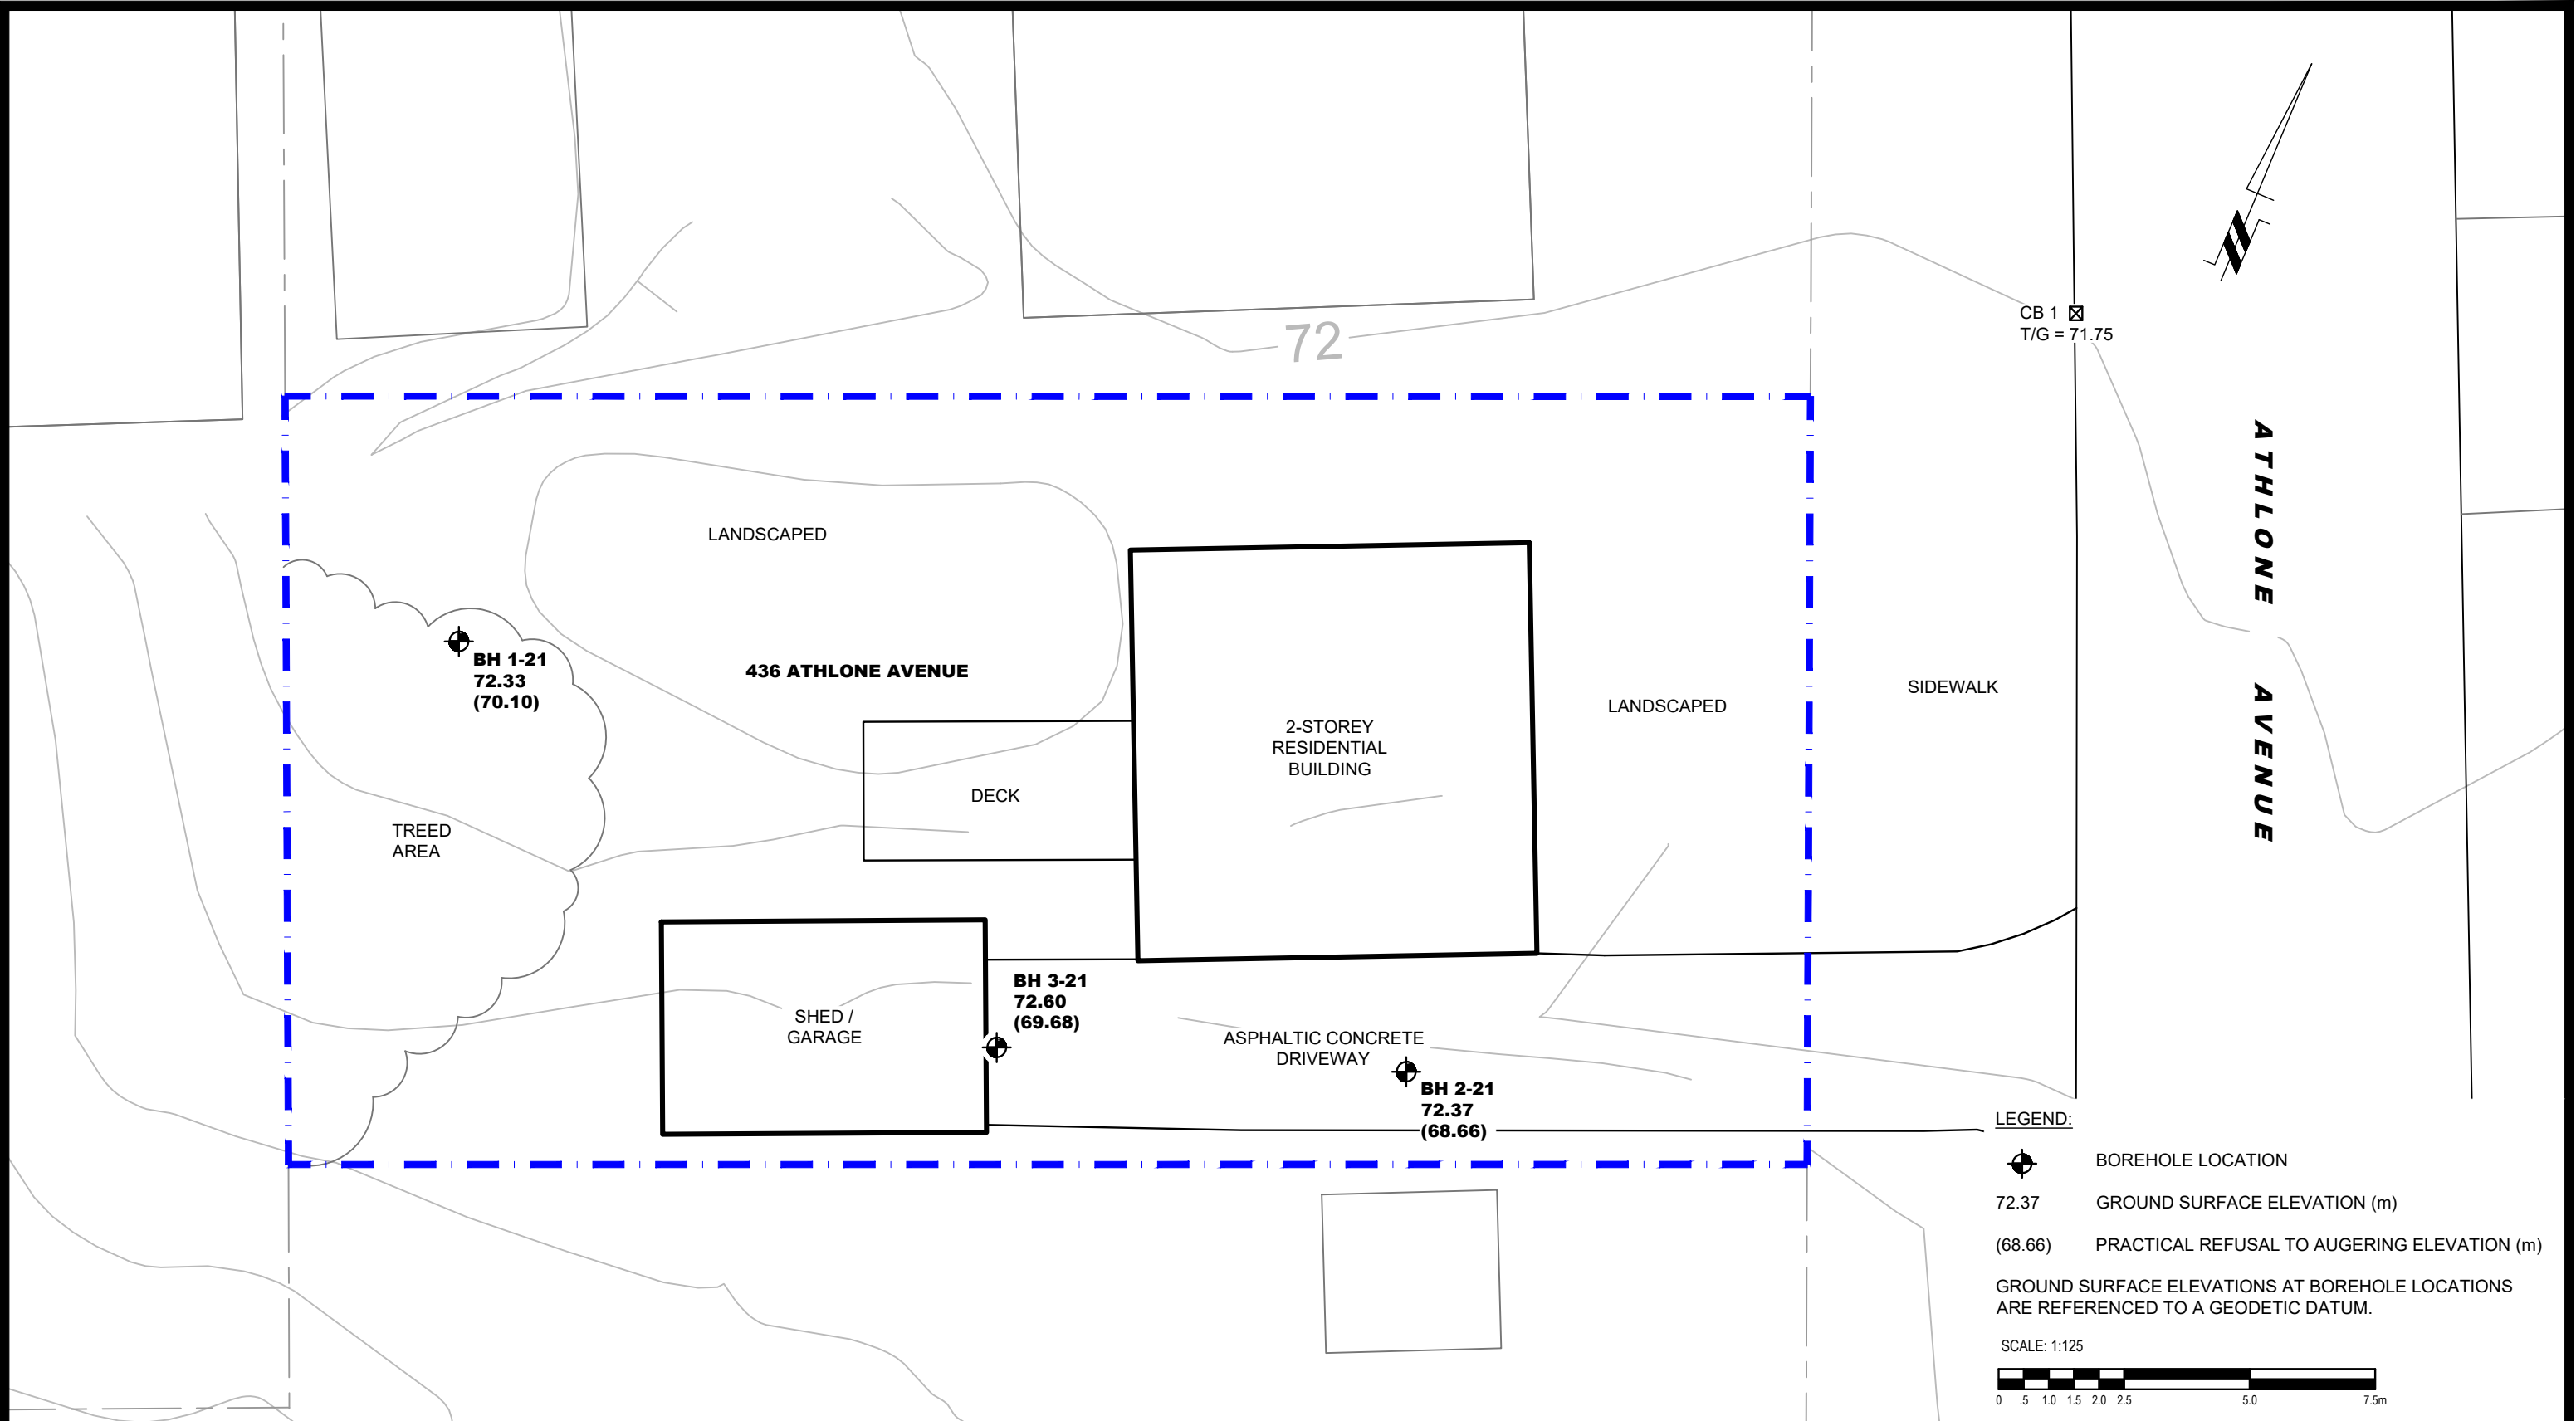 72
CB 1
T/G = 71.75
ATHLONE AVENUE
LANDSCAPED
BH 1-21
72.33
(70.10)
436 ATHLONE AVENUE
2-STOREY
RESIDENTIAL
BUILDING
LANDSCAPED
SIDEWALK
DECK
TREED
AREA
BH 3-21
72.60
(69.68)
SHED /
GARAGE
ASPHALTIC CONCRETE
DRIVEWAY
BH 2-21
72.37
(68.66)
LEGEND:
BOREHOLE LOCATION
72.37 GROUND SURFACE ELEVATION (m)
(68.66) PRACTICAL REFUSAL TO AUGERING ELEVATION (m)
GROUND SURFACE ELEVATIONS AT BOREHOLE LOCATIONS
ARE REFERENCED TO A GEODETIC DATUM.
SCALE: 1:125
0 .5 1.0 1.5 2.0 2.5 5.0 7.5m